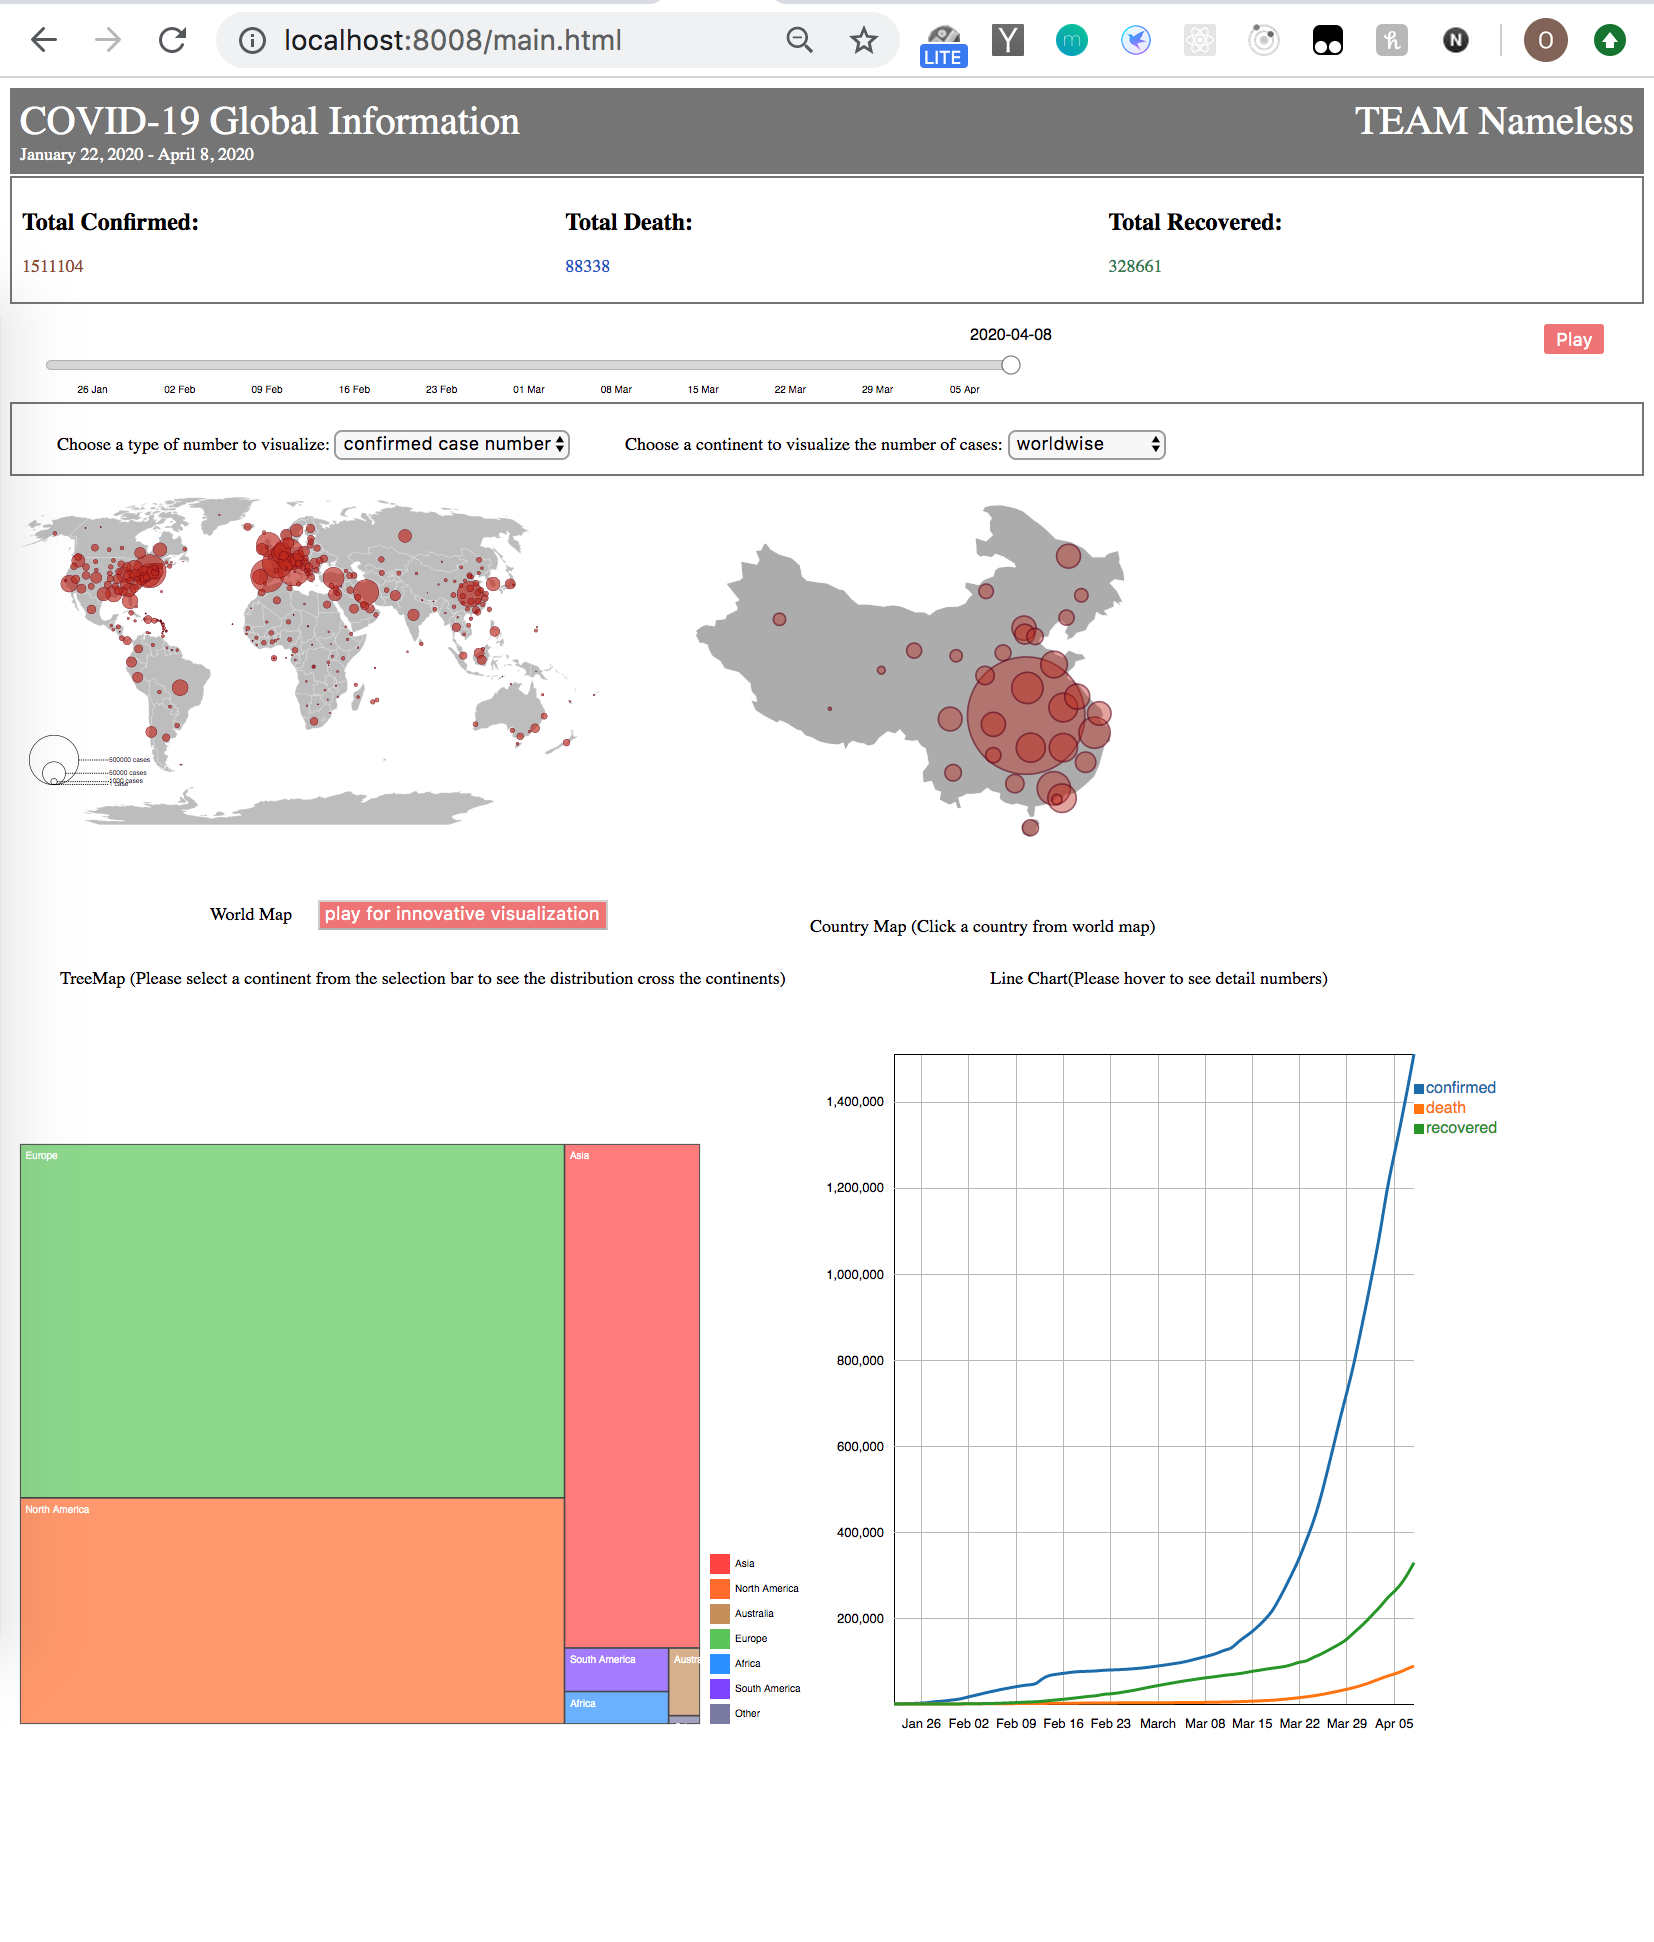 localhost:8008/main.html
LITE
Y
m
h
N
O
COVID-19 Global Information
TEAM Nameless
January 22, 2020 - April 8, 2020
Total Confirmed:
Total Death:
Total Recovered:
1511104
88338
328661
2020-04-08
Play
26 Jan 02 Feb 09 Feb 16 Feb 23 Feb 01 Mar 08 Mar 15 Mar 22 Mar 29 Mar 05 Apr
Choose a type of number to visualize: confirmed case number
Choose a continent to visualize the number of cases: worldwise
500000 cases
50000 cases
1000 cases
1 case
World Map
play for innovative visualization
Country Map (Click a country from world map)
TreeMap (Please select a continent from the selection bar to see the distribution cross the continents)
Line Chart(Please hover to see detail numbers)
Europe
Asia
North America
South America
Austra
Africa
Asia
North America
Australia
Europe
Africa
South America
Other
1,400,000
1,200,000
1,000,000
800,000
600,000
400,000
200,000
confirmed
death
recovered
Jan 26 Feb 02 Feb 09 Feb 16 Feb 23 March Mar 08 Mar 15 Mar 22 Mar 29 Apr 05